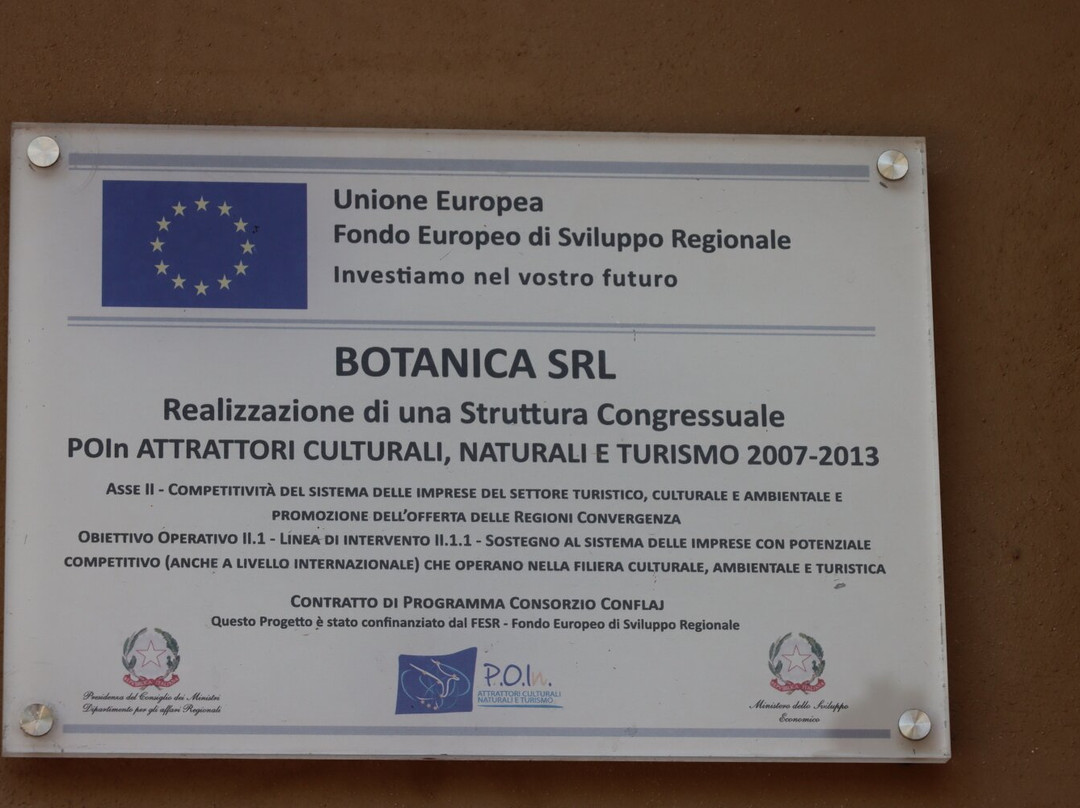 Unione Europea
Fondo Europeo di Sviluppo Regionale
Investiamo nel vostro futuro
BOTANICA SRL
Realizzazione di una Struttura Congressuale
POIn ATTRATTORI CULTURALI, NATURALI E TURISMO 2007-2013
ASSE II - COMPETITIVITÀ DEL SISTEMA DELLE IMPRESE DEL SETTORE TURISTICO, CULTURALE E AMBIENTALE E
PROMOZIONE DELL'OFFERTA DELLE REGIONI CONVERGENZA
OBIETTIVO OPERATIVO II.1 - LINEA DI INTERVENTO II.1.1 - SOSTEGNO AL SISTEMA DELLE IMPRESE CON POTENZIALE
COMPETITIVO (ANCHE A LIVELLO INTERNAZIONALE) CHE OPERANO NELLA FILIERA CULTURALE, AMBIENTALE E TURISTICA
CONTRATTO DI PROGRAMMA CONSORZIO CONFLAJ
Questo Progetto è stato confinanziato dal FESR - Fondo Europeo di Sviluppo Regionale
Presidenza del Consiglio dei Ministri
Dipartimento per gli affari Regionali
P.O.In.
ATTRATTORI CULTURALI
NATURALI E TURISMO
Ministero dello Sviluppo
Economico